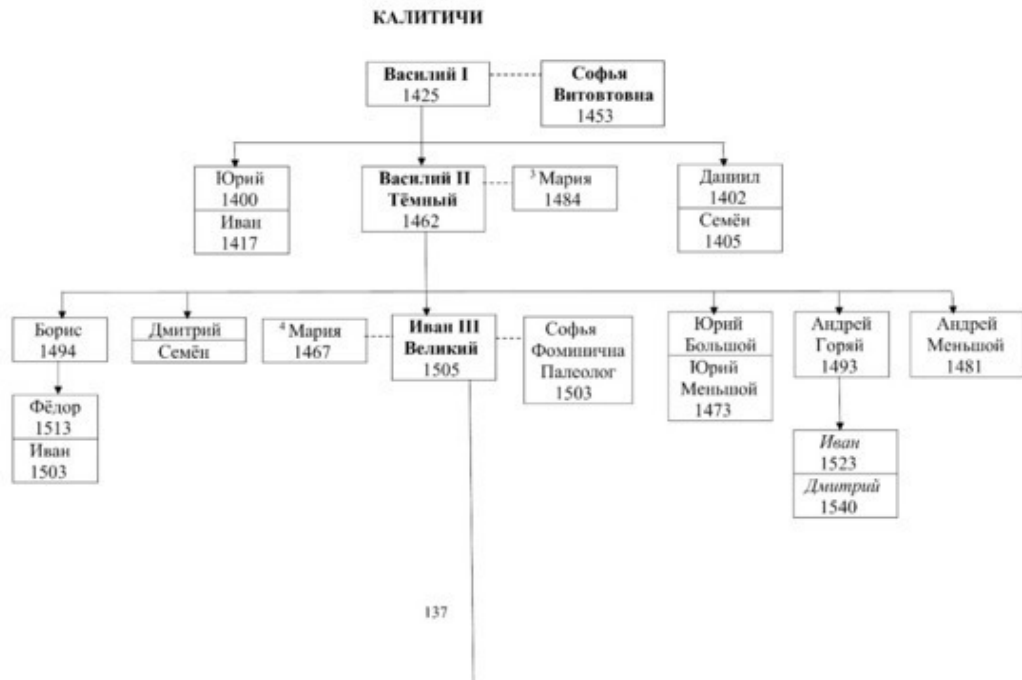 КАЛИТИЧИ
Василий I
1425
Софья
Витовтовна
1453
Юрий
1400
Иван
1417
Василий II
Тёмный
1462
³ Мария
1484
Даниил
1402
Семён
1405
Борис
1494
Фёдор
1513
Иван
1503
Дмитрий
Семён
⁴ Мария
1467
Иван III
Великий
1505
Софья
Фоминична
Палеолог
1503
Юрий
Большой
Юрий
Меньшой
1473
Андрей
Горяй
1493
Иван
1523
Дмитрий
1540
Андрей
Меньшой
1481
137